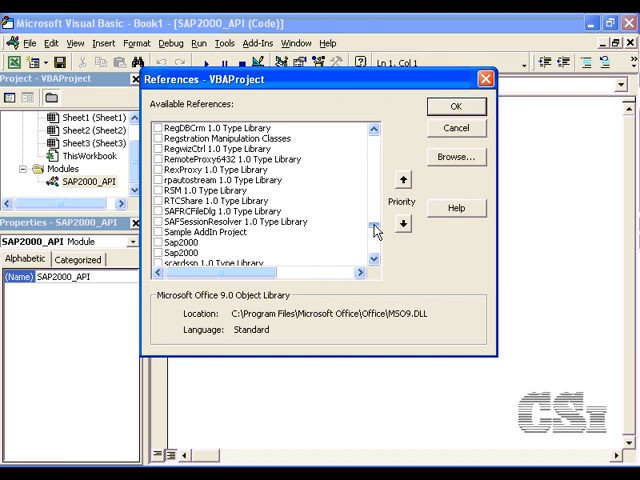 Microsoft Visual Basic - Book1 - [SAP2000_API (Code)]
File Edit View Insert Format Debug Run Tools Add-Ins Window Help
Ln 1, Col 1
Project - VBAProject
Sheet1 (Sheet1)
Sheet2 (Sheet2)
Sheet3 (Sheet3)
ThisWorkbook
Modules
SAP2000_API
Properties - SAP2000_API
SAP2000_API Module
Alphabetic Categorized
(Name) SAP2000_API
References - VBAProject
Available References:
RegDBCrm 1.0 Type Library
Regstration Manipulation Classes
RegwizCtrl 1.0 Type Library
RemoteProxy6432 1.0 Type Library
RexProxy 1.0 Type Library
rpautostream 1.0 Type Library
RSM 1.0 Type Library
RTCShare 1.0 Type Library
SAFRCFileDlg 1.0 Type Library
SAFSessionResolver 1.0 Type Library
Sample AddIn Project
Sap2000
Sap2000
scardssp 1.0 Type Library
OK
Cancel
Browse...
Priority
Help
Microsoft Office 9.0 Object Library
Location: C:\Program Files\Microsoft Office\Office\MSO9.DLL
Language: Standard
CSi